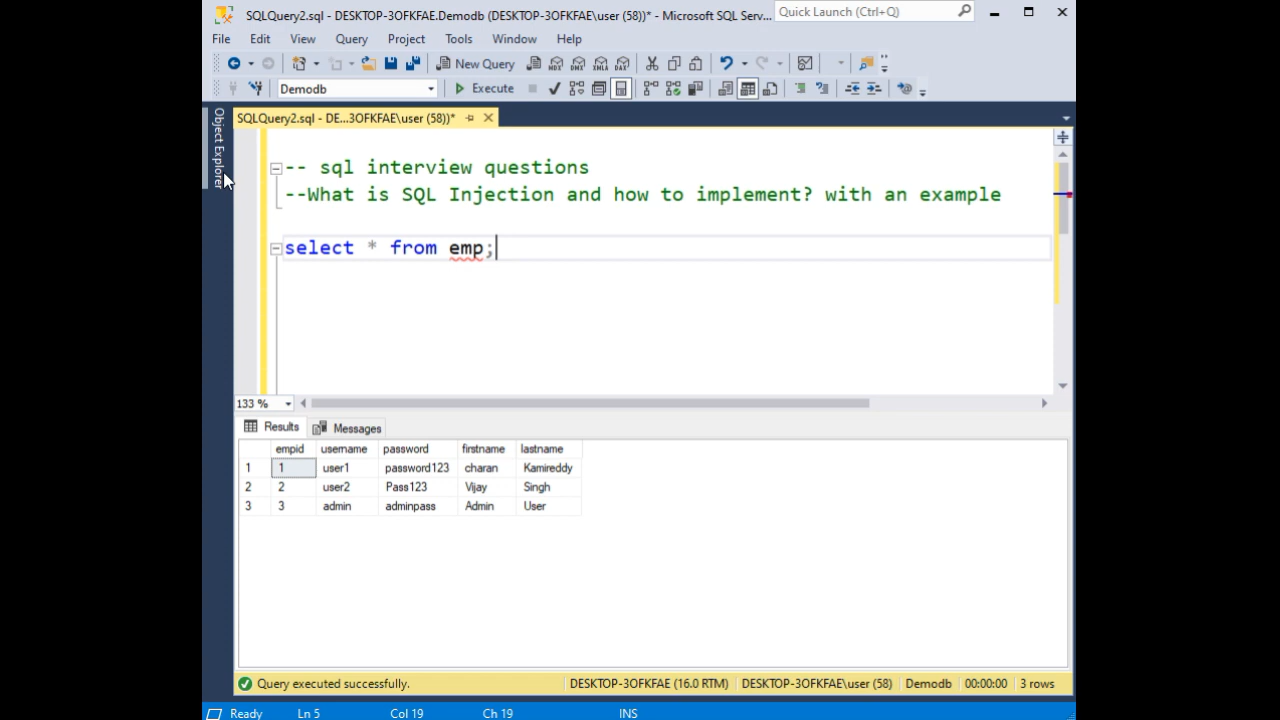 SQLQuery2.sql - DESKTOP-3OFKFAE.Demodb (DESKTOP-3OFKFAE\user (58))* - Microsoft SQL Serv...
Quick Launch (Ctrl+Q)
File Edit View Query Project Tools Window Help
New Query MDX DMX XMLA DAX
Demodb Execute
Object Explorer
SQLQuery2.sql - DE...3OFKFAE\user (58))*
-- sql interview questions
--What is SQL Injection and how to implement? with an example
select * from emp;
133 %
Results Messages
empid username password firstname lastname
1 1 user1 password123 charan Kamireddy
2 2 user2 Pass123 Vijay Singh
3 3 admin adminpass Admin User
Query executed successfully. DESKTOP-3OFKFAE (16.0 RTM) DESKTOP-3OFKFAE\user (58) Demodb 00:00:00 3 rows
Ready Ln 5 Col 19 Ch 19 INS